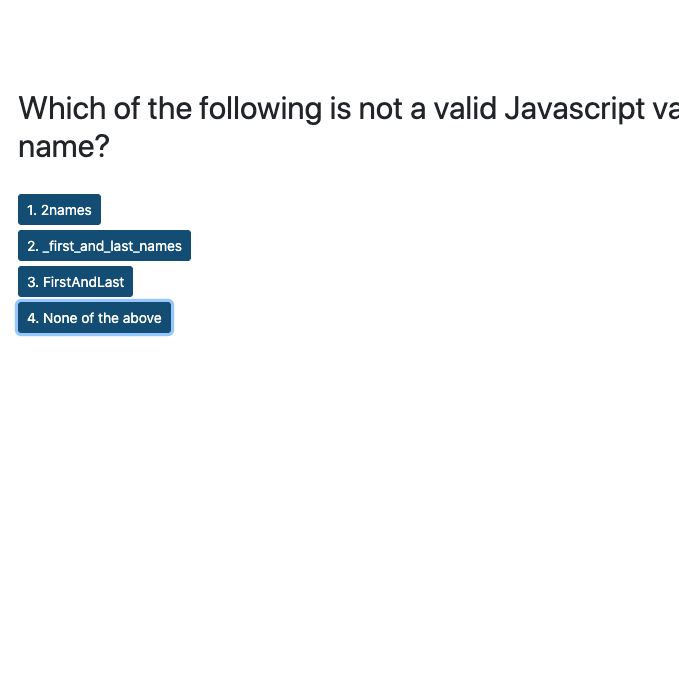 Which of the following is not a valid Javascript va
name?
1. 2names
2. _first_and_last_names
3. FirstAndLast
4. None of the above